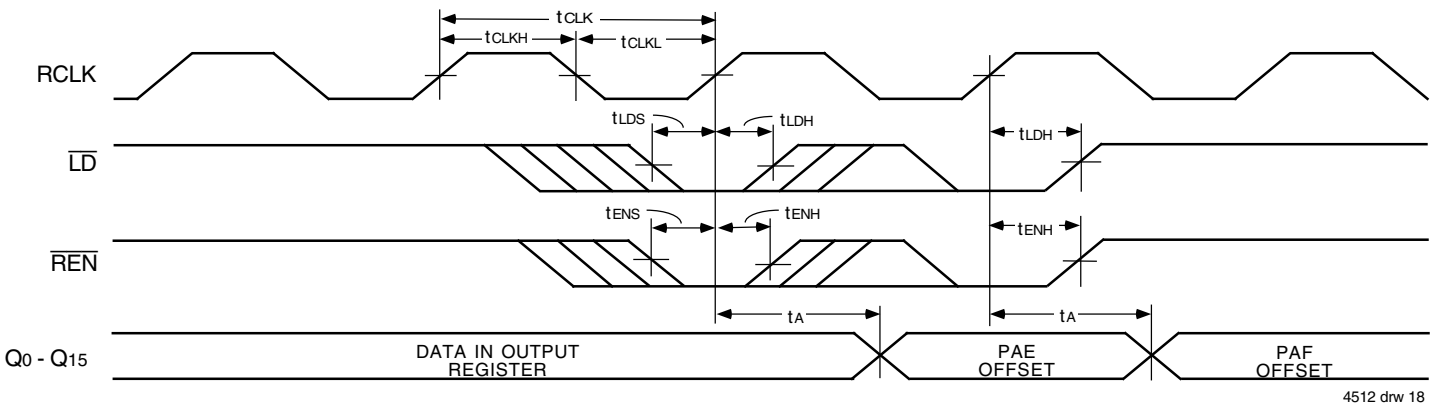 tCLK
tCLKH
tCLKL
RCLK
tLDS
tLDH
tLDH
LD
tENS
tENH
tENH
REN
tA
tA
Q0 - Q15
DATA IN OUTPUT
REGISTER
PAE
OFFSET
PAF
OFFSET
4512 drw 18